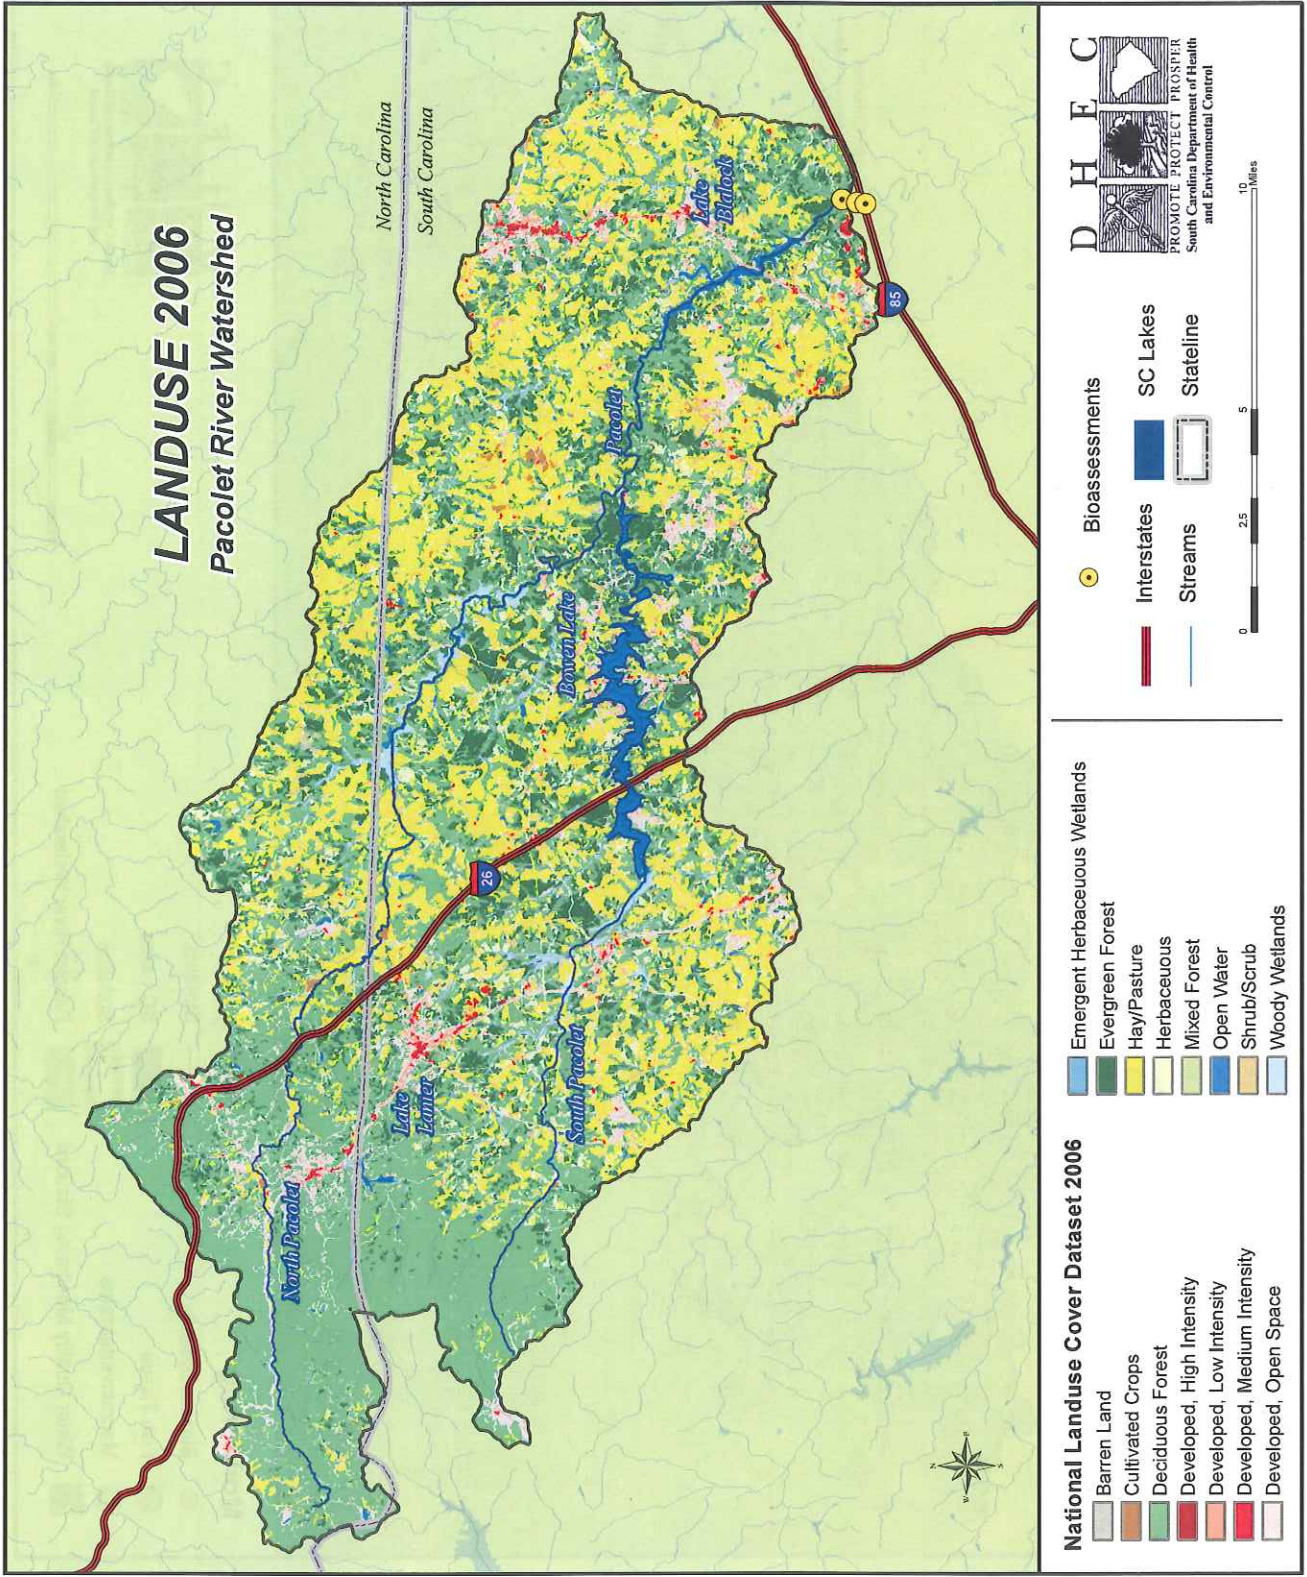 LANDUSE 2006
Pacolet River Watershed
North Carolina
South Carolina
North Pacolet
Lake
Lanier
South Pacolet
26
Bowen Lake
Pacolet
Lake
Blalock
85
N
W
S
National Landuse Cover Dataset 2006
Barren Land
Cultivated Crops
Deciduous Forest
Developed, High Intensity
Developed, Low Intensity
Developed, Medium Intensity
Developed, Open Space
Emergent Herbaceuous Wetlands
Evergreen Forest
Hay/Pasture
Herbaceuous
Mixed Forest
Open Water
Shrub/Scrub
Woody Wetlands
Bioassessments
Interstates
SC Lakes
Streams
Stateline
0
2.5
5
10
Miles
D H E C
PROMOTE PROTECT PROSPER
South Carolina Department of Health
and Environmental Control